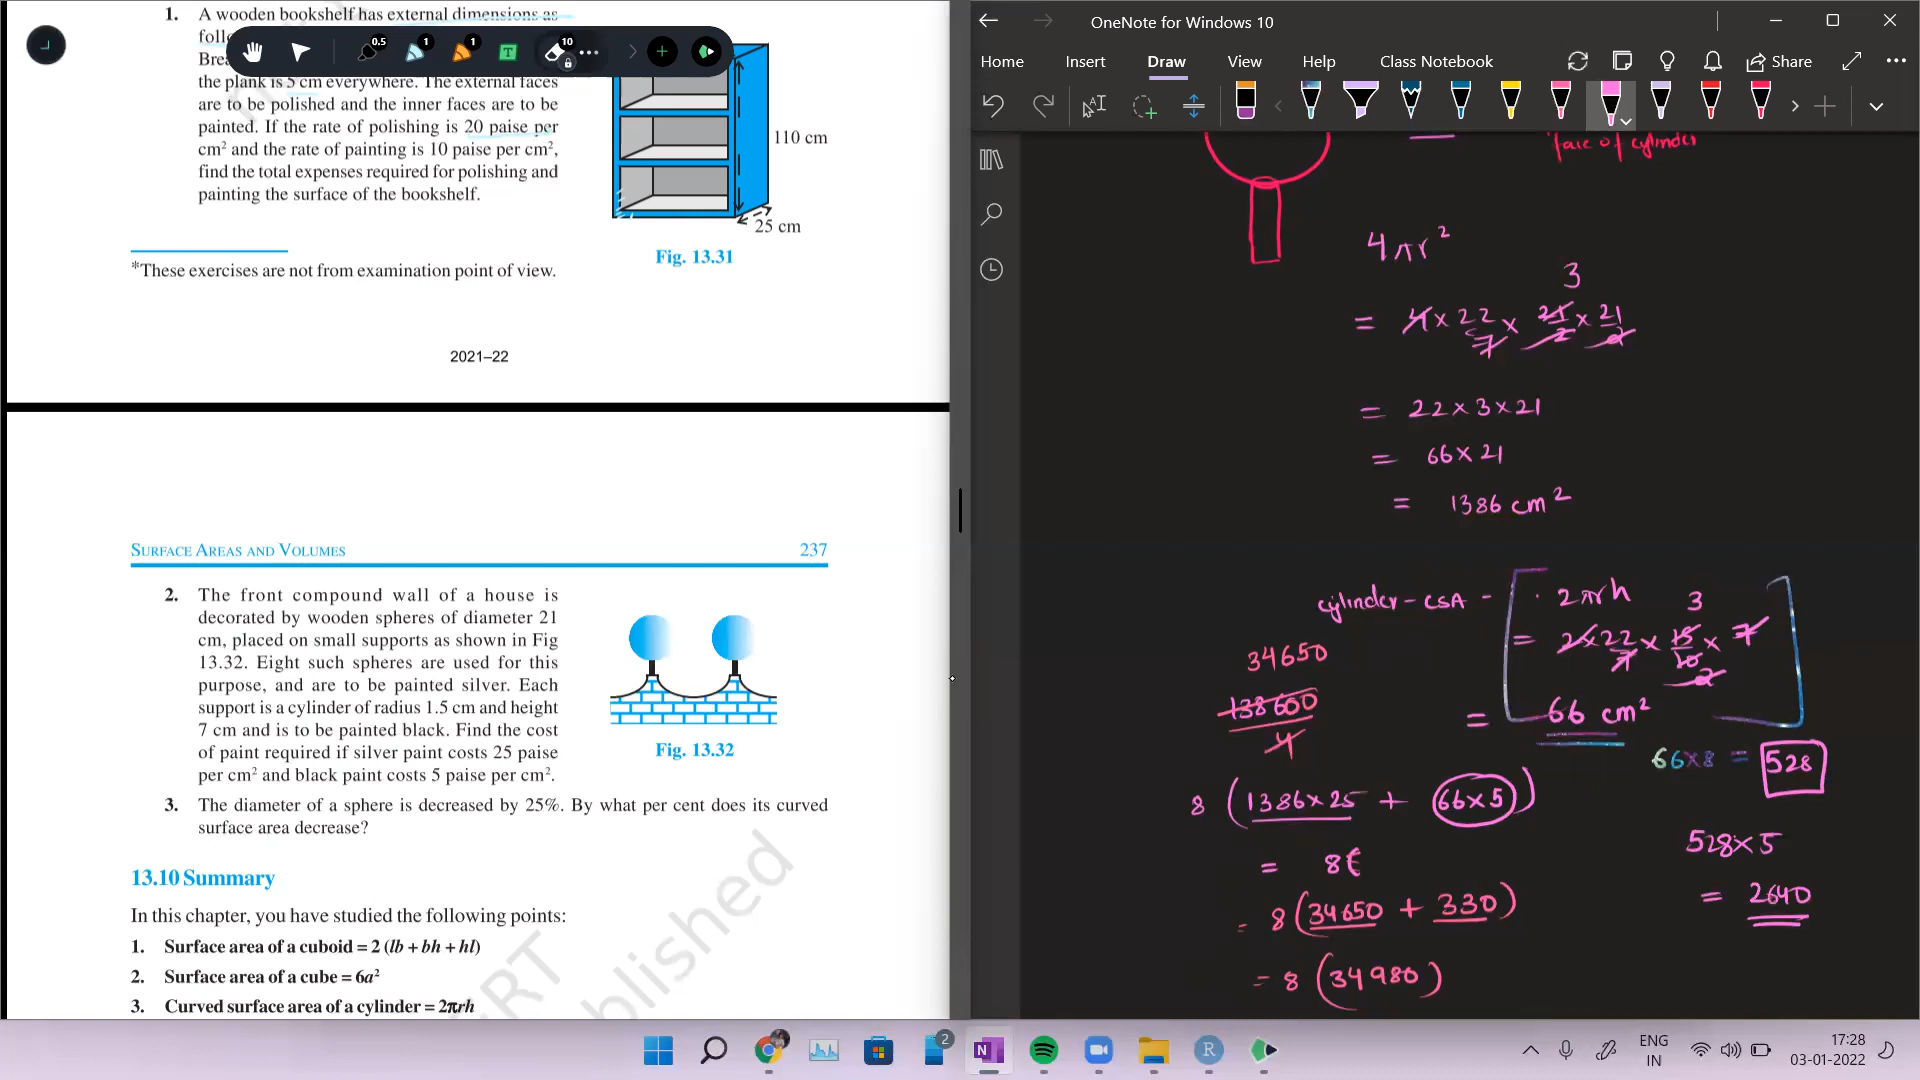 1. A wooden bookshelf has external dimensions as
the plank is 5 cm everywhere. The external faces
are to be polished and the inner faces are to be
painted. If the rate of polishing is 20 paise per
cm², and the rate of painting is 10 paise per cm²,
find the total expenses required for polishing and
painting the surface of the bookshelf.
110 cm
25 cm
Fig. 13.31
*These exercises are not from examination point of view.
2021–22
SURFACE AREAS AND VOLUMES 237
2. The front compound wall of a house is
decorated by wooden spheres of diameter 21
cm, placed on small supports as shown in Fig
13.32. Eight such spheres are used for this
purpose, and are to be painted silver. Each
support is a cylinder of radius 1.5 cm and height
7 cm and is to be painted black. Find the cost
of paint required if silver paint costs 25 paise
per cm² and black paint costs 5 paise per cm².
Fig. 13.32
3. The diameter of a sphere is decreased by 25%. By what per cent does its curved
surface area decrease?
13.10 Summary
In this chapter, you have studied the following points:
1. Surface area of a cuboid = 2 (lb + bh + hl)
2. Surface area of a cube = 6a²
3. Curved surface area of a cylinder = 2πrh
blished
0.5 1 1 T 10
OneNote for Windows 10
Home Insert Draw View Help Class Notebook Share
face of cylinder
4πr²
3
= 4 × 22/7 × 21/2 × 21/2
= 22 × 3 × 21
= 66 × 21
= 1386 cm²
cylinder - CSA - 2πrh
3
= 2 × 22/7 × 15/10 × 7
2
= 66 cm²
34650
138600
4
66×8 = 528
8 (1386×25 + 66×5)
= 8(
= 8 (34650 + 330)
= 8 (34980)
528×5
= 2640
2
N
R
ENG
IN
17:28
03-01-2022